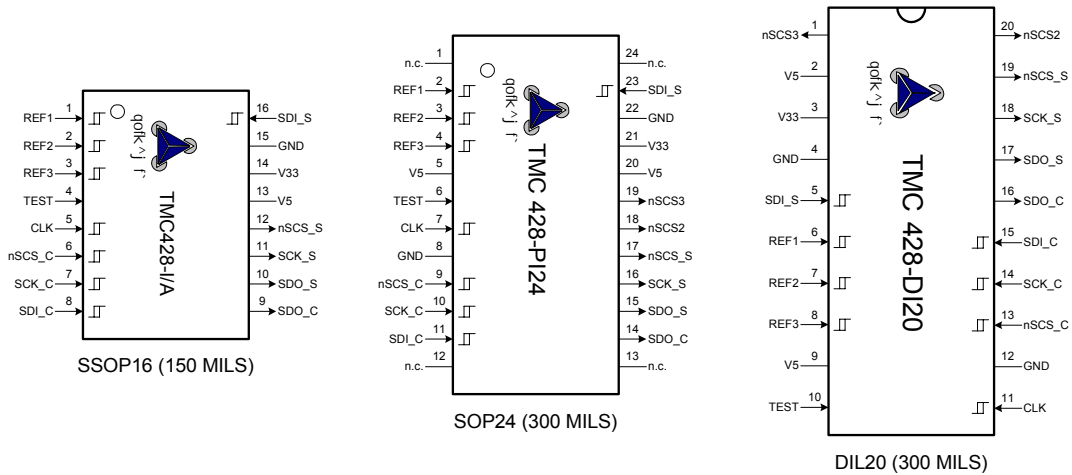 1
REF1
2
REF2
3
REF3
4
TEST
5
CLK
6
nSCS_C
7
SCK_C
8
SDI_C
16
SDI_S
15
GND
14
V33
13
V5
12
nSCS_S
11
SCK_S
10
SDO_S
9
SDO_C
qofk^jf`
TMC428-I/A
SSOP16 (150 MILS)
1
n.c.
2
REF1
3
REF2
4
REF3
5
V5
6
TEST
7
CLK
8
GND
9
nSCS_C
10
SCK_C
11
SDI_C
12
n.c.
24
n.c.
23
SDI_S
22
GND
21
V33
20
V5
19
nSCS3
18
nSCS2
17
nSCS_S
16
SCK_S
15
SDO_S
14
SDO_C
13
n.c.
qofk^jf`
TMC 428-PI24
SOP24 (300 MILS)
1
nSCS3
2
V5
3
V33
4
GND
5
SDI_S
6
REF1
7
REF2
8
REF3
9
V5
10
TEST
20
nSCS2
19
nSCS_S
18
SCK_S
17
SDO_S
16
SDO_C
15
SDI_C
14
SCK_C
13
nSCS_C
12
GND
11
CLK
qofk^jf`
TMC 428-DI20
DIL20 (300 MILS)